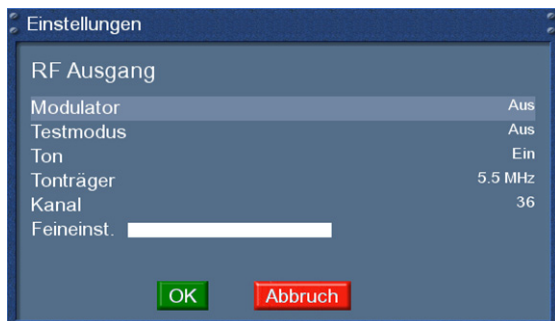 Einstellungen
RF Ausgang
Modulator Aus
Testmodus Aus
Ton Ein
Tonträger 5.5 MHz
Kanal 36
Feineinst.
OK Abbruch